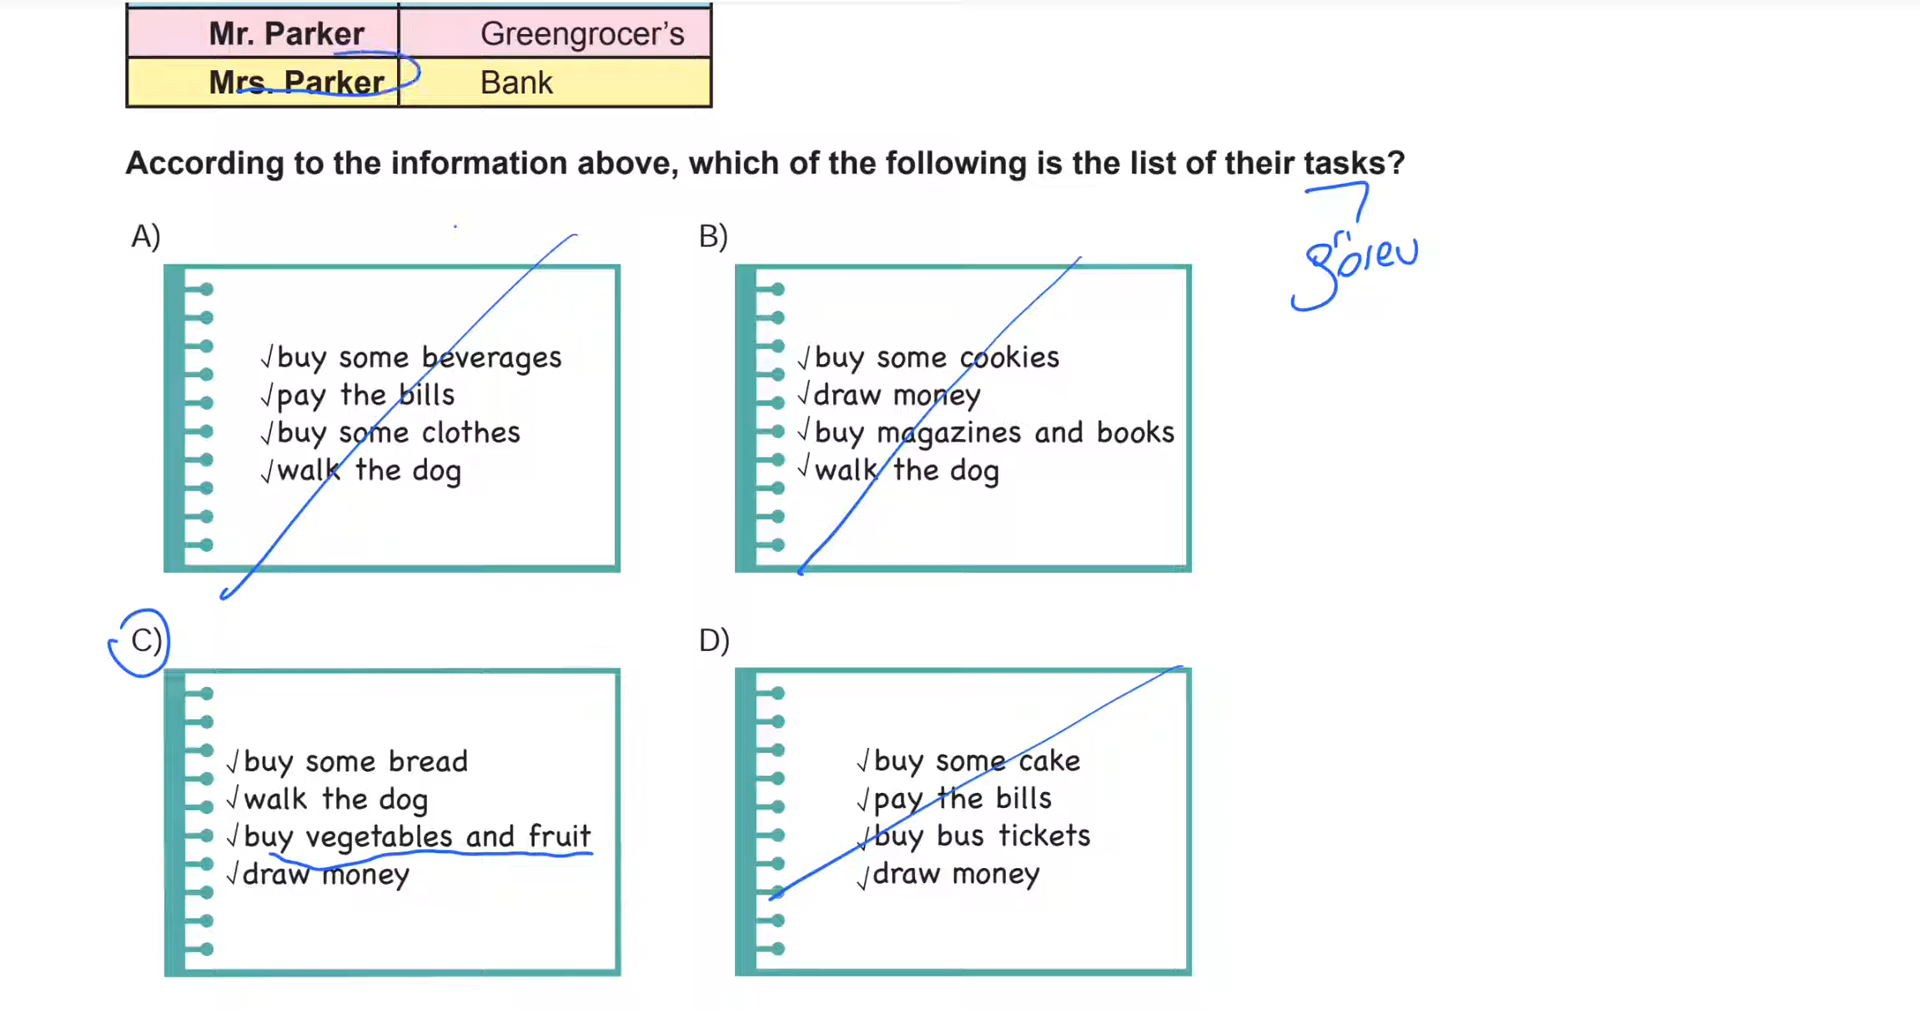 Mr. Parker Greengrocer's
Mrs. Parker Bank
According to the information above, which of the following is the list of their tasks?
görev
A)
√buy some beverages
√pay the bills
√buy some clothes
√walk the dog
B)
√buy some cookies
√draw money
√buy magazines and books
√walk the dog
C)
√buy some bread
√walk the dog
√buy vegetables and fruit
√draw money
D)
√buy some cake
√pay the bills
√buy bus tickets
√draw money